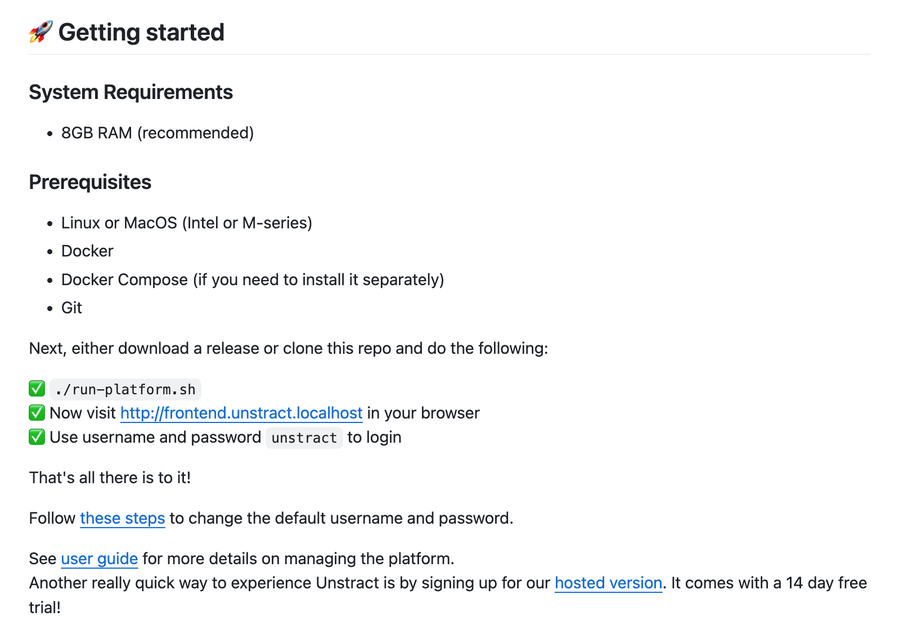 🚀 Getting started
System Requirements
• 8GB RAM (recommended)
Prerequisites
• Linux or MacOS (Intel or M-series)
• Docker
• Docker Compose (if you need to install it separately)
• Git
Next, either download a release or clone this repo and do the following:
✅ ./run-platform.sh
✅ Now visit http://frontend.unstract.localhost in your browser
✅ Use username and password unstract to login
That's all there is to it!
Follow these steps to change the default username and password.
See user guide for more details on managing the platform.
Another really quick way to experience Unstract is by signing up for our hosted version. It comes with a 14 day free
trial!